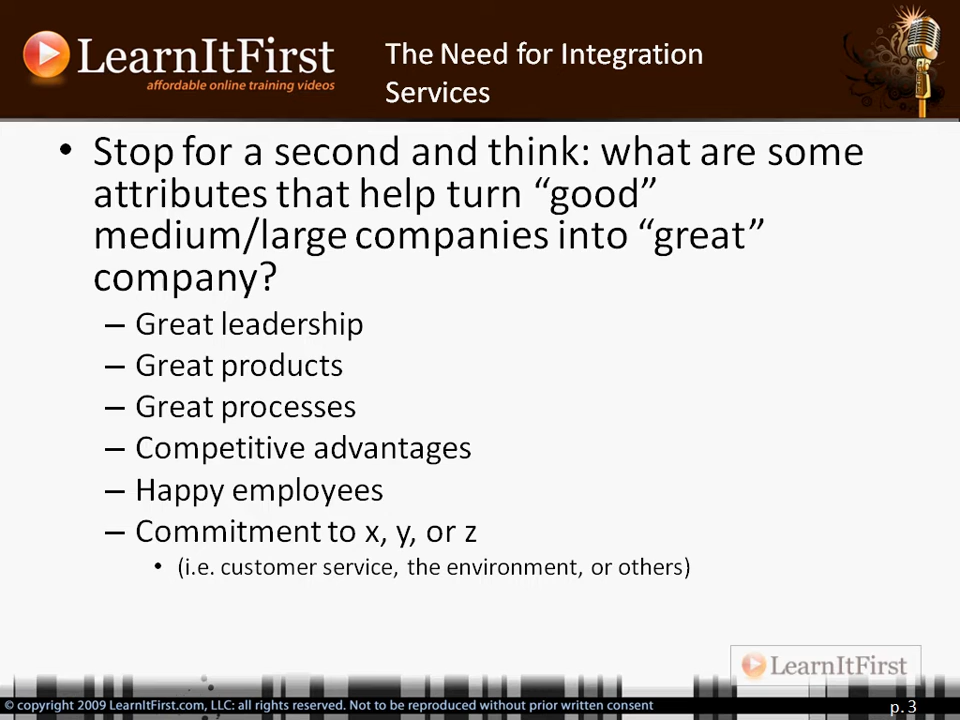 LearnItFirst
affordable online training videos
The Need for Integration
Services
• Stop for a second and think: what are some
attributes that help turn “good”
medium/large companies into “great”
company?
– Great leadership
– Great products
– Great processes
– Competitive advantages
– Happy employees
– Commitment to x, y, or z
• (i.e. customer service, the environment, or others)
LearnItFirst
© copyright 2009 LearnItFirst.com, LLC: all rights reserved. Not to be reproduced without prior written consent
p. 3